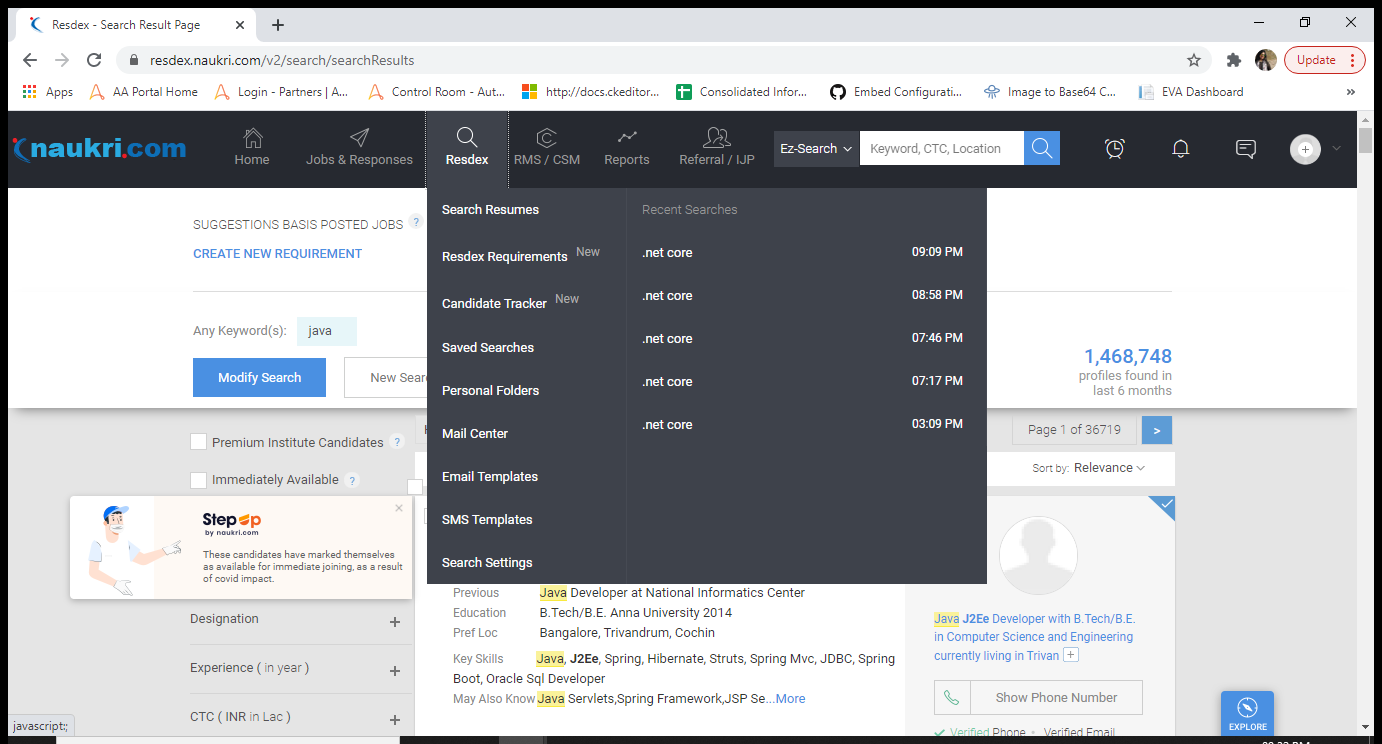 Resdex - Search Result Page
resdex.naukri.com/v2/search/searchResults
Update
Apps
AA Portal Home
Login - Partners | A...
Control Room - Aut...
http://docs.ckeditor...
Consolidated Infor...
Embed Configurati...
Image to Base64 C...
EVA Dashboard
»
naukri.com
Home
Jobs & Responses
Resdex
RMS / CSM
Reports
Referral / IJP
Ez-Search
Keyword, CTC, Location
SUGGESTIONS BASIS POSTED JOBS ?
CREATE NEW REQUIREMENT
Any Keyword(s): java
Modify Search
New Sear
Search Resumes
Resdex Requirements New
Candidate Tracker New
Saved Searches
Personal Folders
Mail Center
Email Templates
SMS Templates
Search Settings
Recent Searches
.net core 09:09 PM
.net core 08:58 PM
.net core 07:46 PM
.net core 07:17 PM
.net core 03:09 PM
1,468,748
profiles found in
last 6 months
Premium Institute Candidates ?
Immediately Available ?
Page 1 of 36719 >
Sort by: Relevance
StepUp
by naukri.com
These candidates have marked themselves
as available for immediate joining, as a result
of covid impact.
Designation +
Experience ( in year ) +
CTC ( INR in Lac ) +
Previous Java Developer at National Informatics Center
Education B.Tech/B.E. Anna University 2014
Pref Loc Bangalore, Trivandrum, Cochin
Key Skills Java, J2Ee, Spring, Hibernate, Struts, Spring Mvc, JDBC, Spring
Boot, Oracle Sql Developer
May Also Know Java Servlets,Spring Framework,JSP Se...More
Java J2Ee Developer with B.Tech/B.E.
in Computer Science and Engineering
currently living in Trivan +
Show Phone Number
Verified Phone • Verified Email
EXPLORE
javascript:;